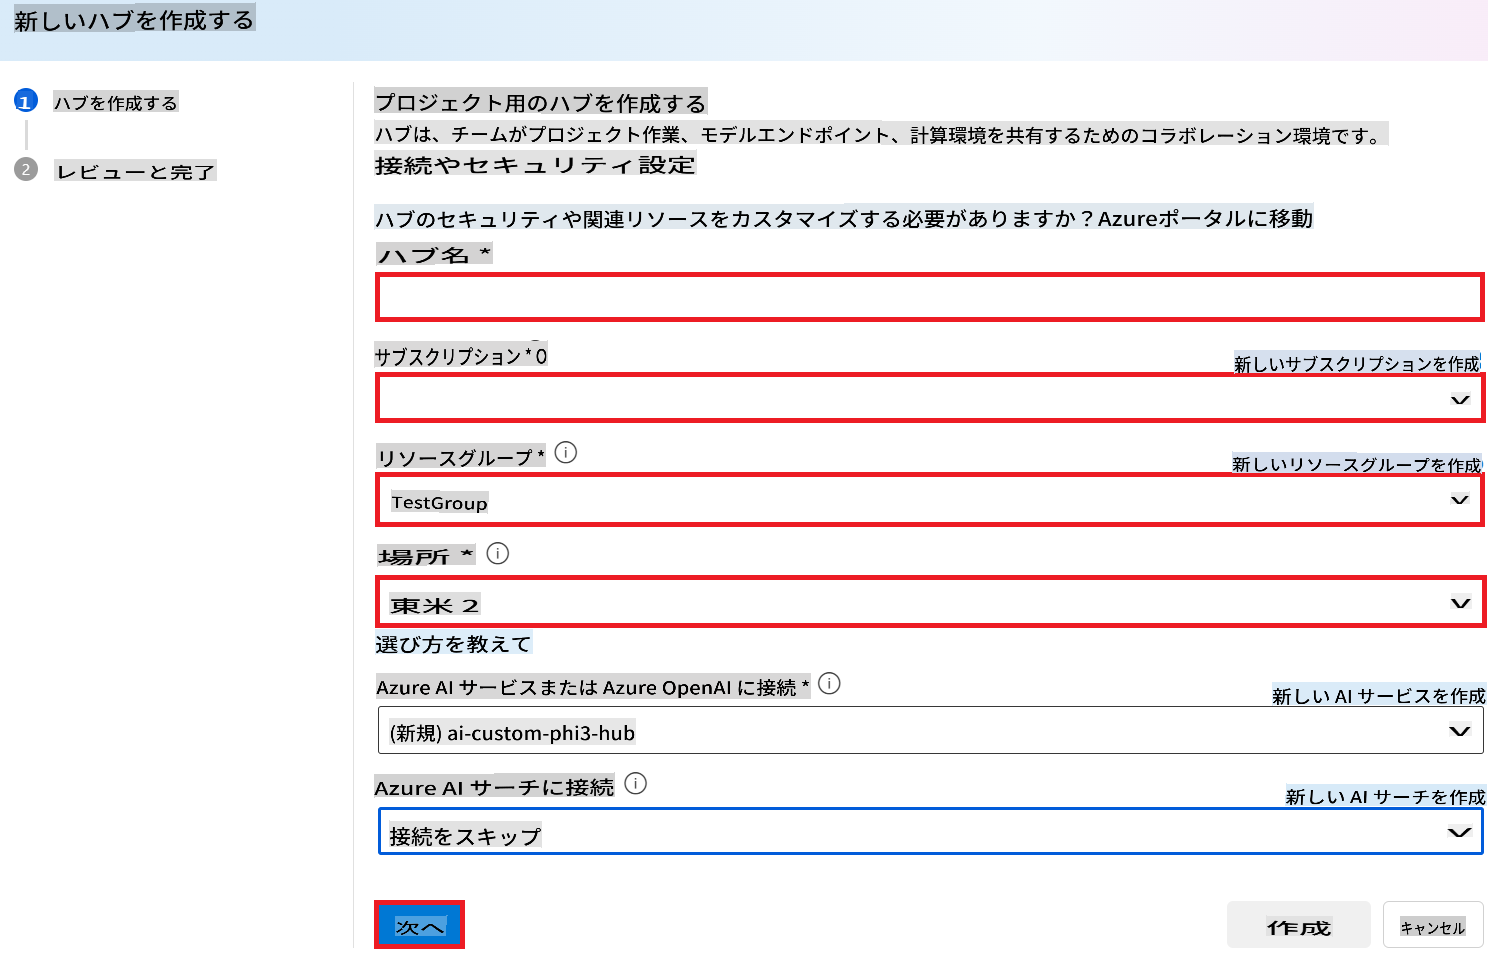 新しいハブを作成する
1 ハブを作成する
2 レビューと完了
プロジェクト用のハブを作成する
ハブは、チームがプロジェクト作業、モデルエンドポイント、計算環境を共有するためのコラボレーション環境です。
接続やセキュリティ設定
ハブのセキュリティや関連リソースをカスタマイズする必要がありますか？Azureポータルに移動
ハブ名 *
サブスクリプション * 0
新しいサブスクリプションを作成
リソースグループ *
新しいリソースグループを作成
TestGroup
場所 *
東米 2
選び方を教えて
Azure AI サービスまたは Azure OpenAI に接続 *
新しい AI サービスを作成
(新規) ai-custom-phi3-hub
Azure AI サーチに接続
新しい AI サーチを作成
接続をスキップ
次へ
作成
キャンセル